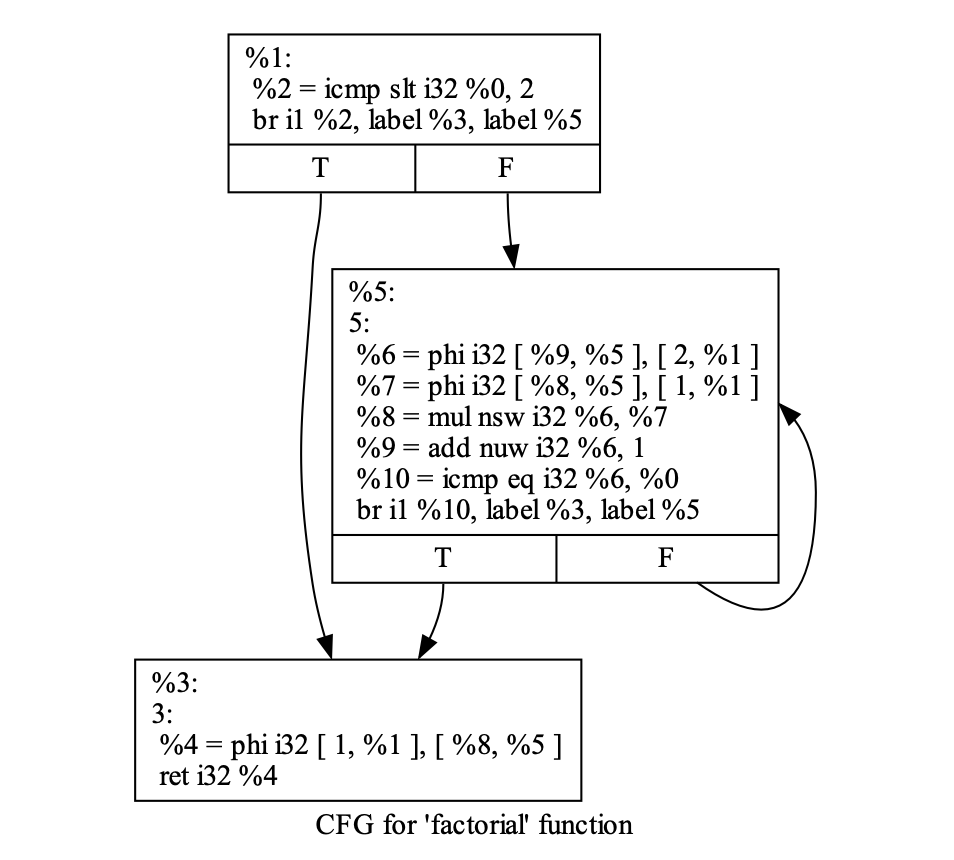 %1:
%2 = icmp slt i32 %0, 2
br i1 %2, label %3, label %5
T F
%5:
5:
%6 = phi i32 [ %9, %5 ], [ 2, %1 ]
%7 = phi i32 [ %8, %5 ], [ 1, %1 ]
%8 = mul nsw i32 %6, %7
%9 = add nuw i32 %6, 1
%10 = icmp eq i32 %6, %0
br i1 %10, label %3, label %5
T F
%3:
3:
%4 = phi i32 [ 1, %1 ], [ %8, %5 ]
ret i32 %4
CFG for 'factorial' function